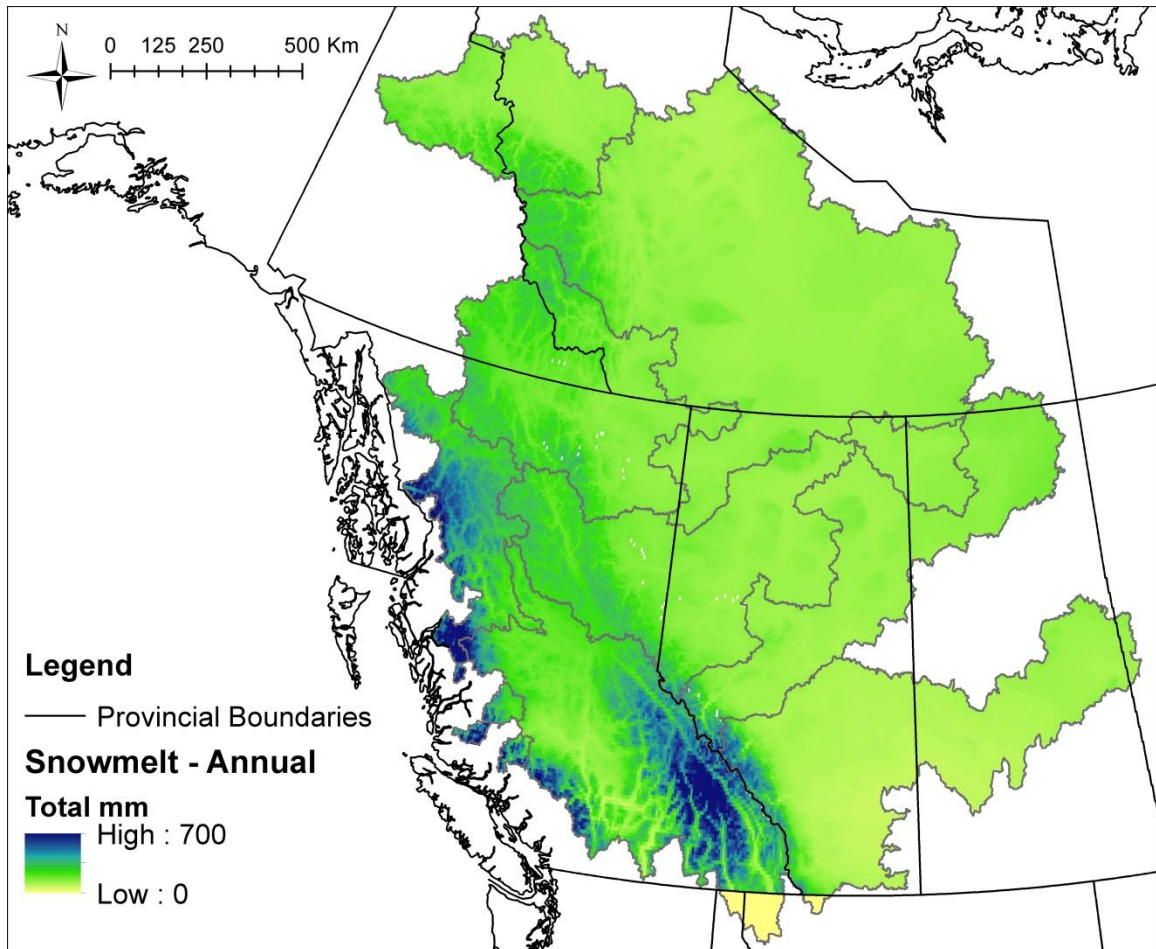 N
0 125 250 500 Km
Legend
Provincial Boundaries
Snowmelt - Annual
Total mm
High : 700
Low : 0